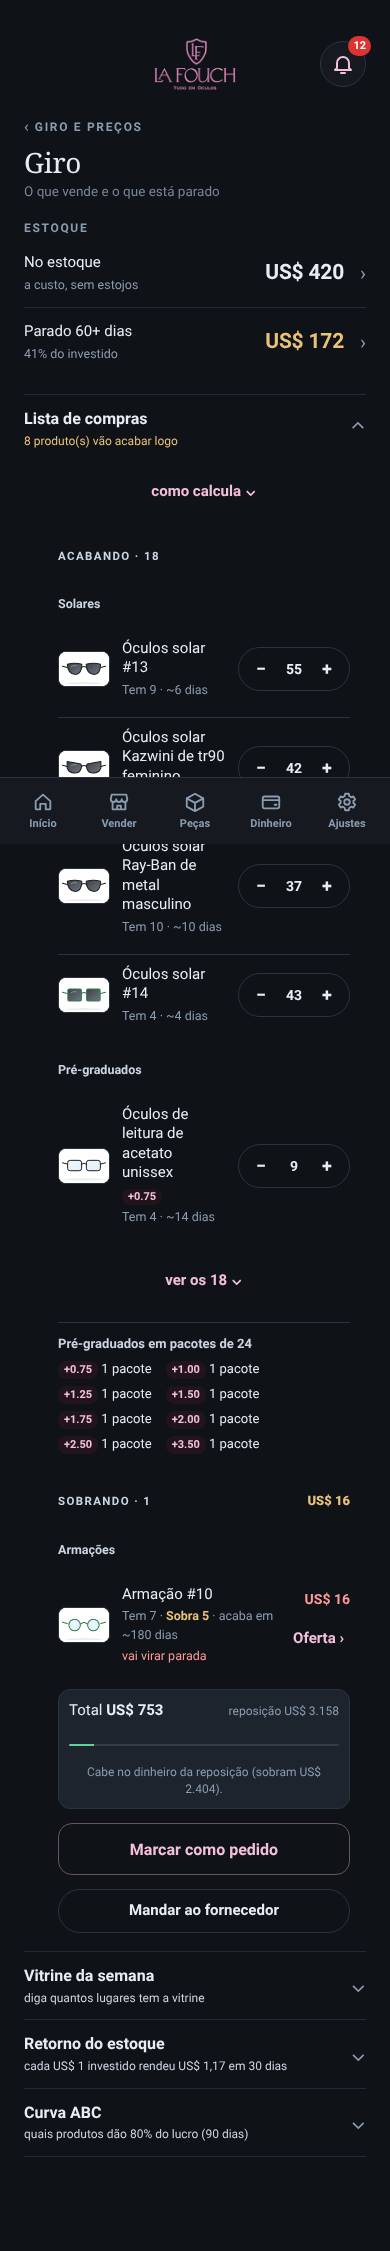 LF
LA FOUCH
TUDO EM ÓCULOS
12
‹ GIRO E PREÇOS
Giro
O que vende e o que está parado
ESTOQUE
No estoque
US$ 420 ›
a custo, sem estojos
Parado 60+ dias
US$ 172 ›
41% do investido
Lista de compras
8 produto(s) vão acabar logo
como calcula
ACABANDO · 18
Solares
Óculos solar
#13
Tem 9 · ~6 dias
− 55 +
Óculos solar
Kazwini de tr90
feminino
− 42 +
Início
Vender
Peças
Dinheiro
Ajustes
Óculos solar
Ray-Ban de
metal
masculino
Tem 10 · ~10 dias
− 37 +
Óculos solar
#14
Tem 4 · ~4 dias
− 43 +
Pré-graduados
Óculos de
leitura de
acetato
unissex
+0.75
Tem 4 · ~14 dias
− 9 +
ver os 18
Pré-graduados em pacotes de 24
+0.75 1 pacote +1.00 1 pacote
+1.25 1 pacote +1.50 1 pacote
+1.75 1 pacote +2.00 1 pacote
+2.50 1 pacote +3.50 1 pacote
SOBRANDO · 1 US$ 16
Armações
Armação #10
Tem 7 · Sobra 5 · acaba em
~180 dias
vai virar parada
US$ 16
Oferta ›
Total US$ 753 reposição US$ 3.158
Cabe no dinheiro da reposição (sobram US$
2.404).
Marcar como pedido
Mandar ao fornecedor
Vitrine da semana
diga quantos lugares tem a vitrine
Retorno do estoque
cada US$ 1 investido rendeu US$ 1,17 em 30 dias
Curva ABC
quais produtos dão 80% do lucro (90 dias)